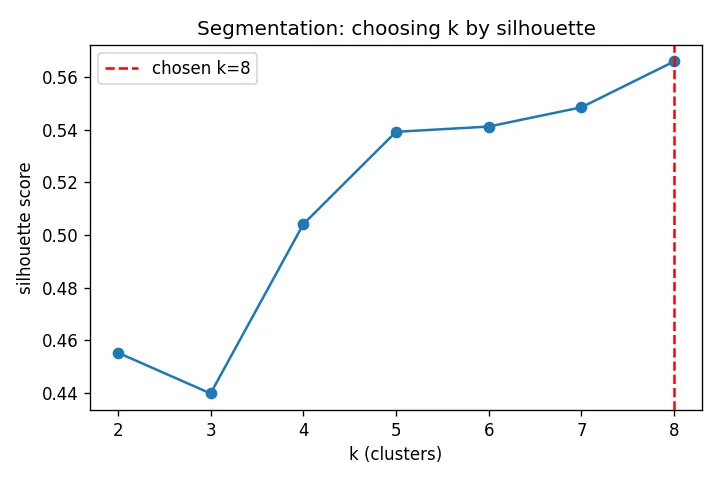 Segmentation: choosing k by silhouette
chosen k=8
silhouette score
0.56
0.54
0.52
0.50
0.48
0.46
0.44
2 3 4 5 6 7 8
k (clusters)